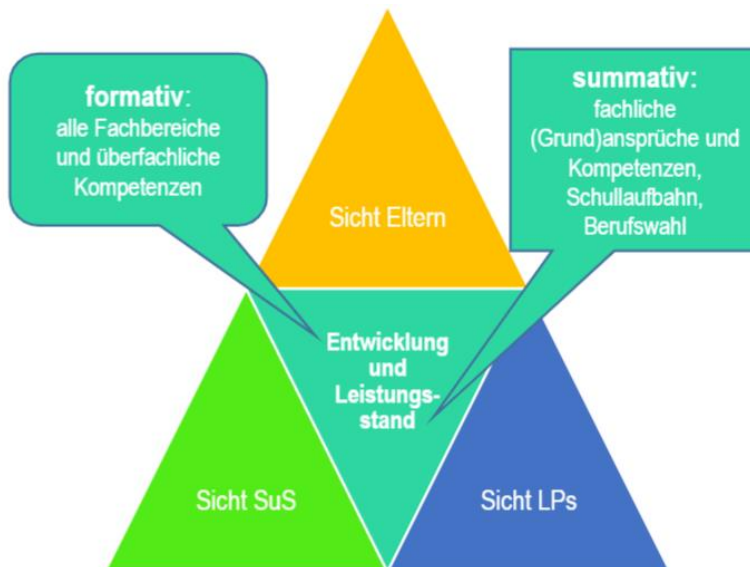 formativ:
alle Fachbereiche
und überfachliche
Kompetenzen
summativ:
fachliche
(Grund)ansprüche und
Kompetenzen,
Schullaufbahn,
Berufswahl
Sicht Eltern
Entwicklung
und
Leistungs-
stand
Sicht SuS
Sicht LPs